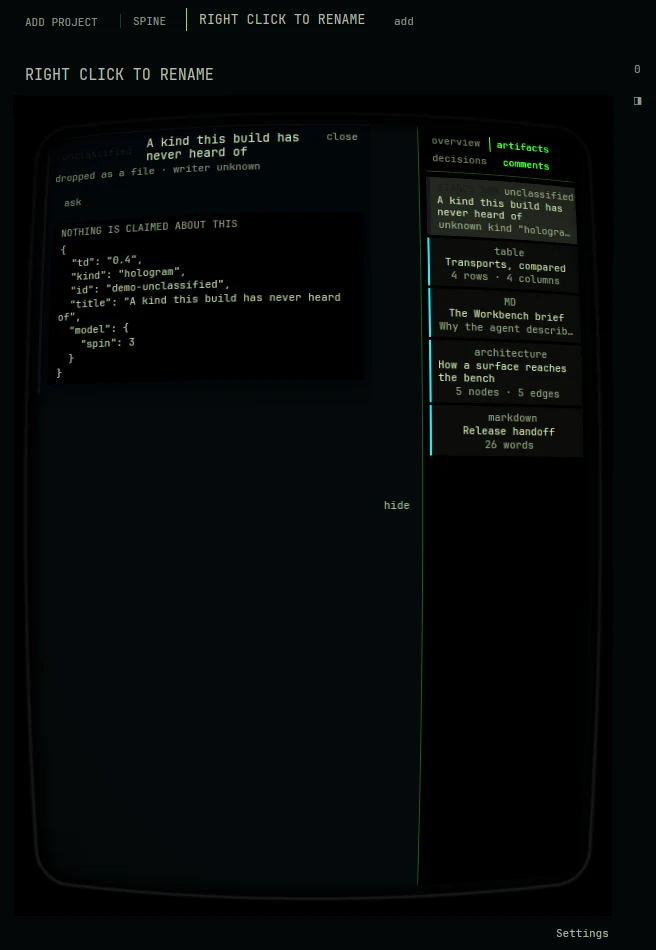 ADD PROJECT
SPINE
RIGHT CLICK TO RENAME
add
RIGHT CLICK TO RENAME
0
unclassified
A kind this build has
never heard of
close
dropped as a file · writer unknown
ask
NOTHING IS CLAIMED ABOUT THIS
{
"td": "0.4",
"kind": "hologram",
"id": "demo-unclassified",
"title": "A kind this build has never heard
of",
"model": {
"spin": 3
}
}
hide
overview
artifacts
decisions
comments
unclassified
A kind this build has
never heard of
unknown kind "hologra…
table
Transports, compared
4 rows · 4 columns
MD
The Workbench brief
Why the agent describ…
architecture
How a surface reaches
the bench
5 nodes · 5 edges
markdown
Release handoff
26 words
Settings